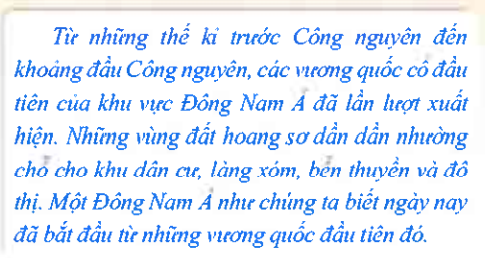 Từ những thế kỉ trước Công nguyên đến
khoảng đầu Công nguyên, các vương quốc cổ đầu
tiên của khu vực Đông Nam Á đã lần lượt xuất
hiện. Những vùng đất hoang sơ dần dần nhường
chỗ cho khu dân cư, làng xóm, bến thuyền và đô
thị. Một Đông Nam Á như chúng ta biết ngày nay
đã bắt đầu từ những vương quốc đầu tiên đó.